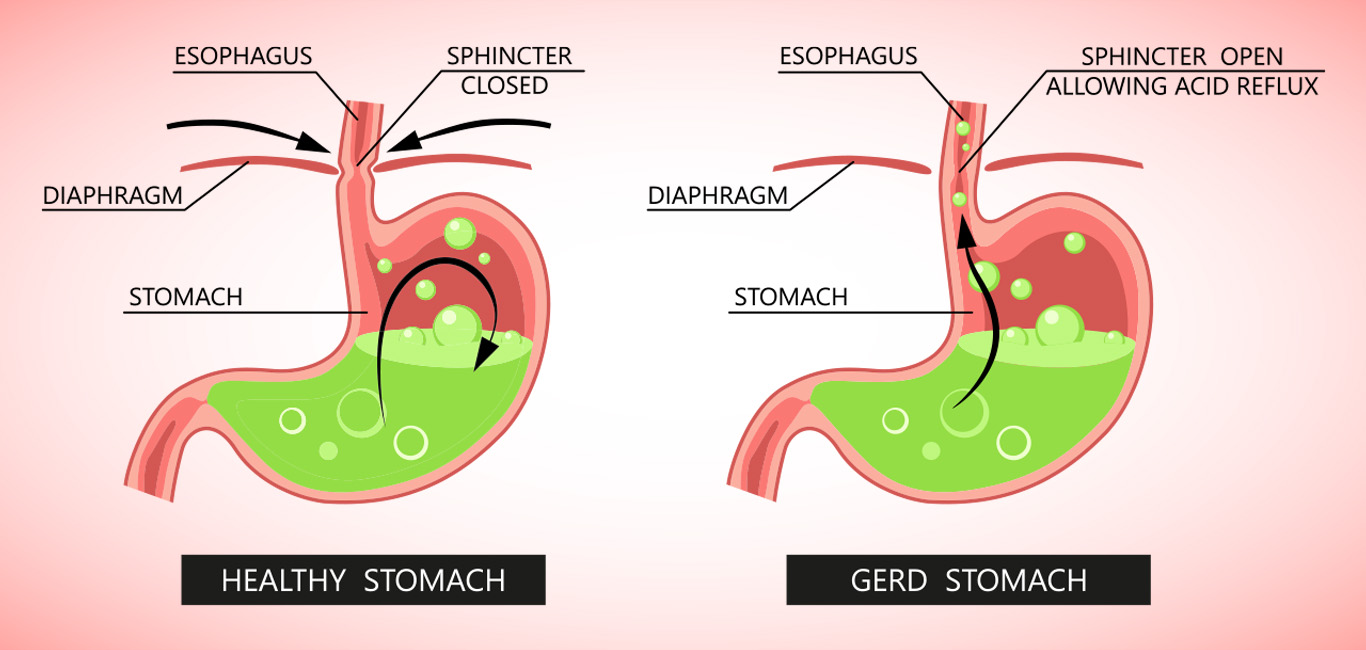 ESOPHAGUS
SPHINCTER
CLOSED
DIAPHRAGM
STOMACH
HEALTHY STOMACH
ESOPHAGUS
SPHINCTER OPEN
ALLOWING ACID REFLUX
DIAPHRAGM
STOMACH
GERD STOMACH